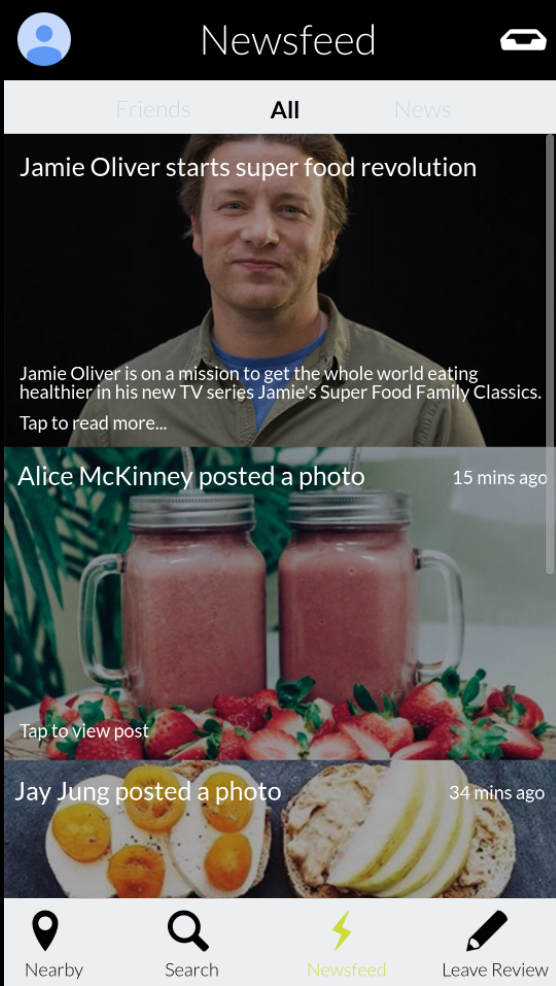 Newsfeed
Friends All News
Jamie Oliver starts super food revolution
Jamie Oliver is on a mission to get the whole world eating
healthier in his new TV series Jamie's Super Food Family Classics.
Tap to read more...
Alice McKinney posted a photo 15 mins ago
Tap to view post
Jay Jung posted a photo 34 mins ago
Nearby Search Newsfeed Leave Review